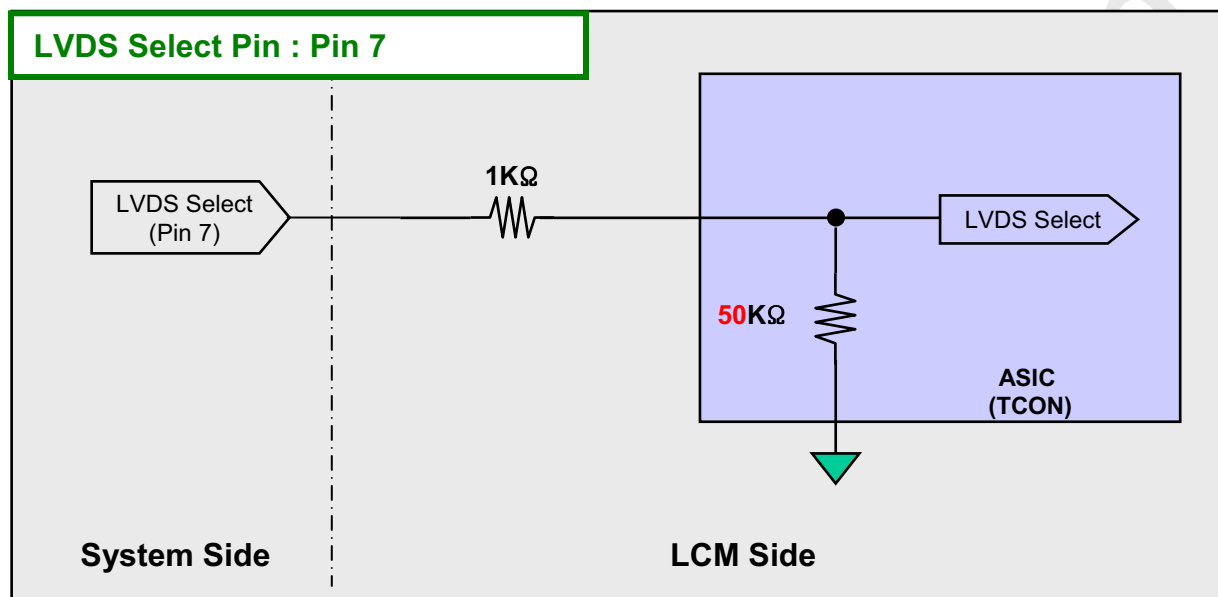 LVDS Select Pin : Pin 7
1KΩ
LVDS Select
(Pin 7)
LVDS Select
50KΩ
ASIC
(TCON)
System Side
LCM Side